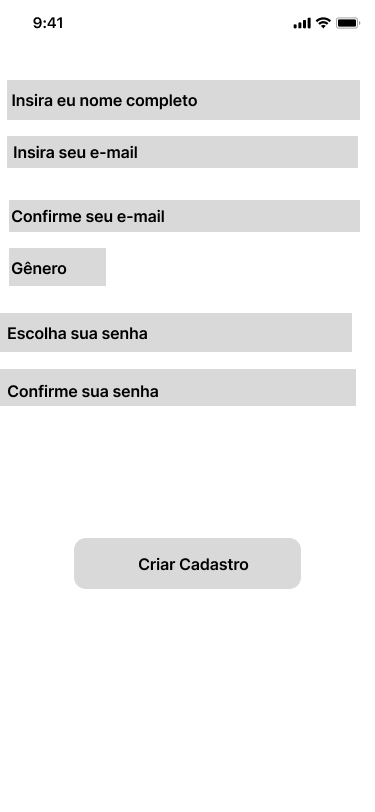 9:41
Insira eu nome completo
Insira seu e-mail
Confirme seu e-mail
Gênero
Escolha sua senha
Confirme sua senha
Criar Cadastro